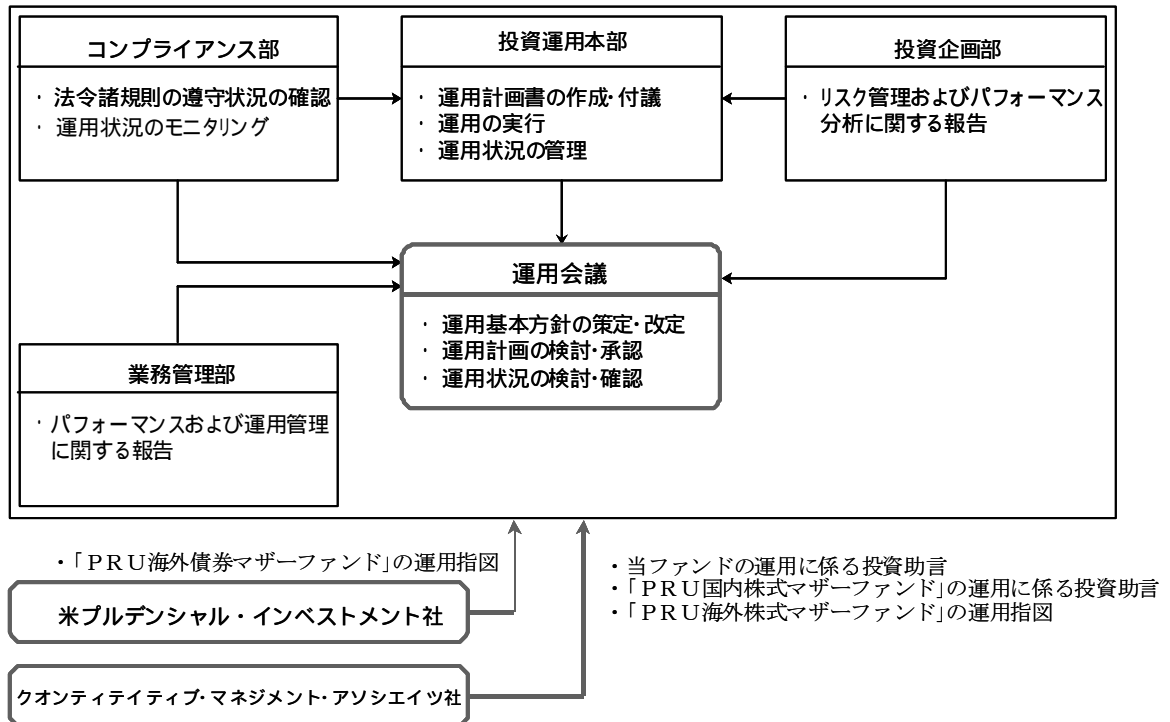 コンプライアンス部
・ 法令諸規則の遵守状況の確認
・ 運用状況のモニタリング
投資運用本部
・ 運用計画書の作成・付議
・ 運用の実行
・ 運用状況の管理
投資企画部
・ リスク管理およびパフォーマンス
分析に関する報告
運用会議
・ 運用基本方針の策定・改定
・ 運用計画の検討・承認
・ 運用状況の検討・確認
業務管理部
・ パフォーマンスおよび運用管理
に関する報告
・「ＰＲＵ海外債券マザーファンド」の運用指図
米プルデンシャル・インベストメント社
・当ファンドの運用に係る投資助言
・「ＰＲＵ国内株式マザーファンド」の運用に係る投資助言
・「ＰＲＵ海外株式マザーファンド」の運用指図
クオンティテイティブ・マネジメント・アソシエイツ社